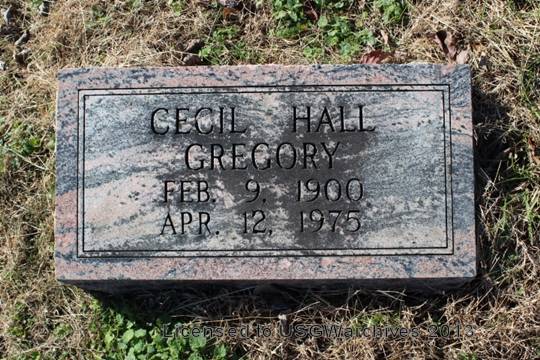 CECIL HALL
GREGORY
FEB. 9, 1900
APR. 12, 1975
Licensed to USGWarchives 2013